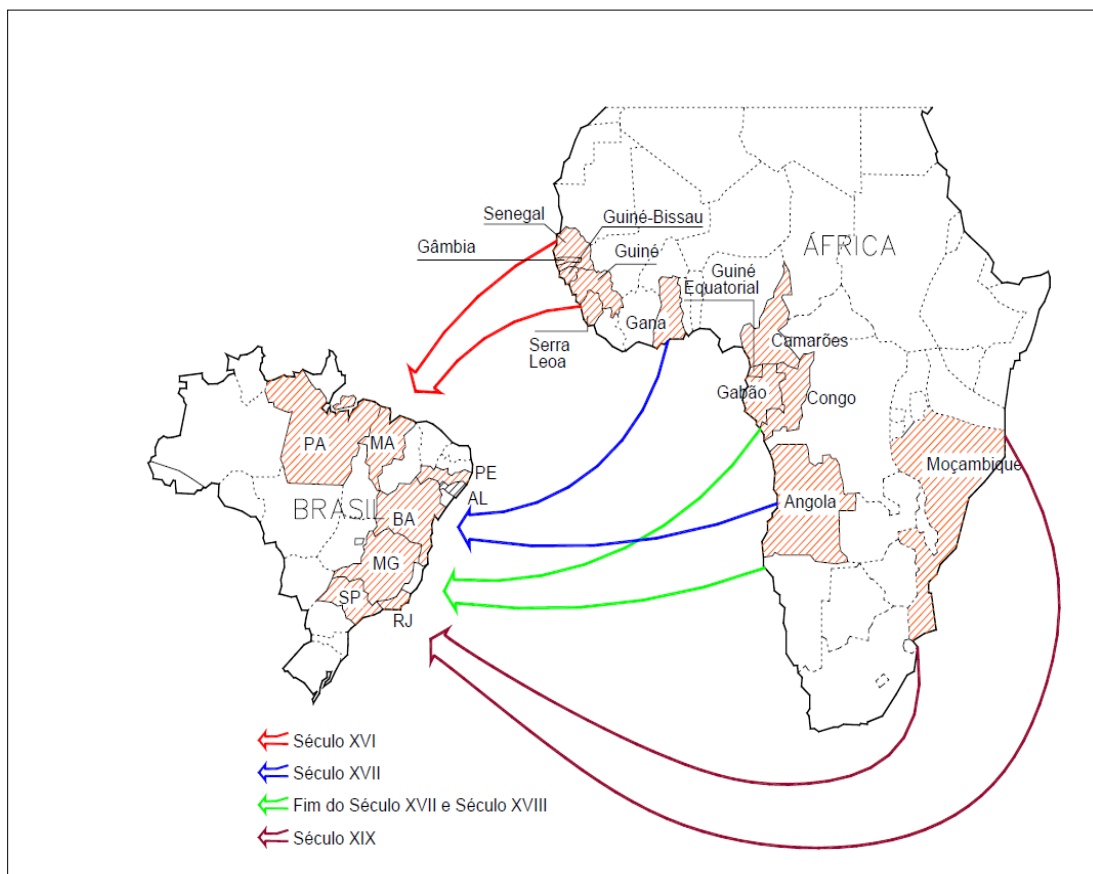 Senegal
Guiné-Bissau
Gâmbia
Guiné
ÁFRICA
Guiné
Equatorial
Gana
Serra
Leoa
Camarões
Gabão
Congo
PA
MA
Moçambique
PE
AL
BRASIL
BA
Angola
MG
SP
RJ
Século XVI
Século XVII
Fim do Século XVII e Século XVIII
Século XIX